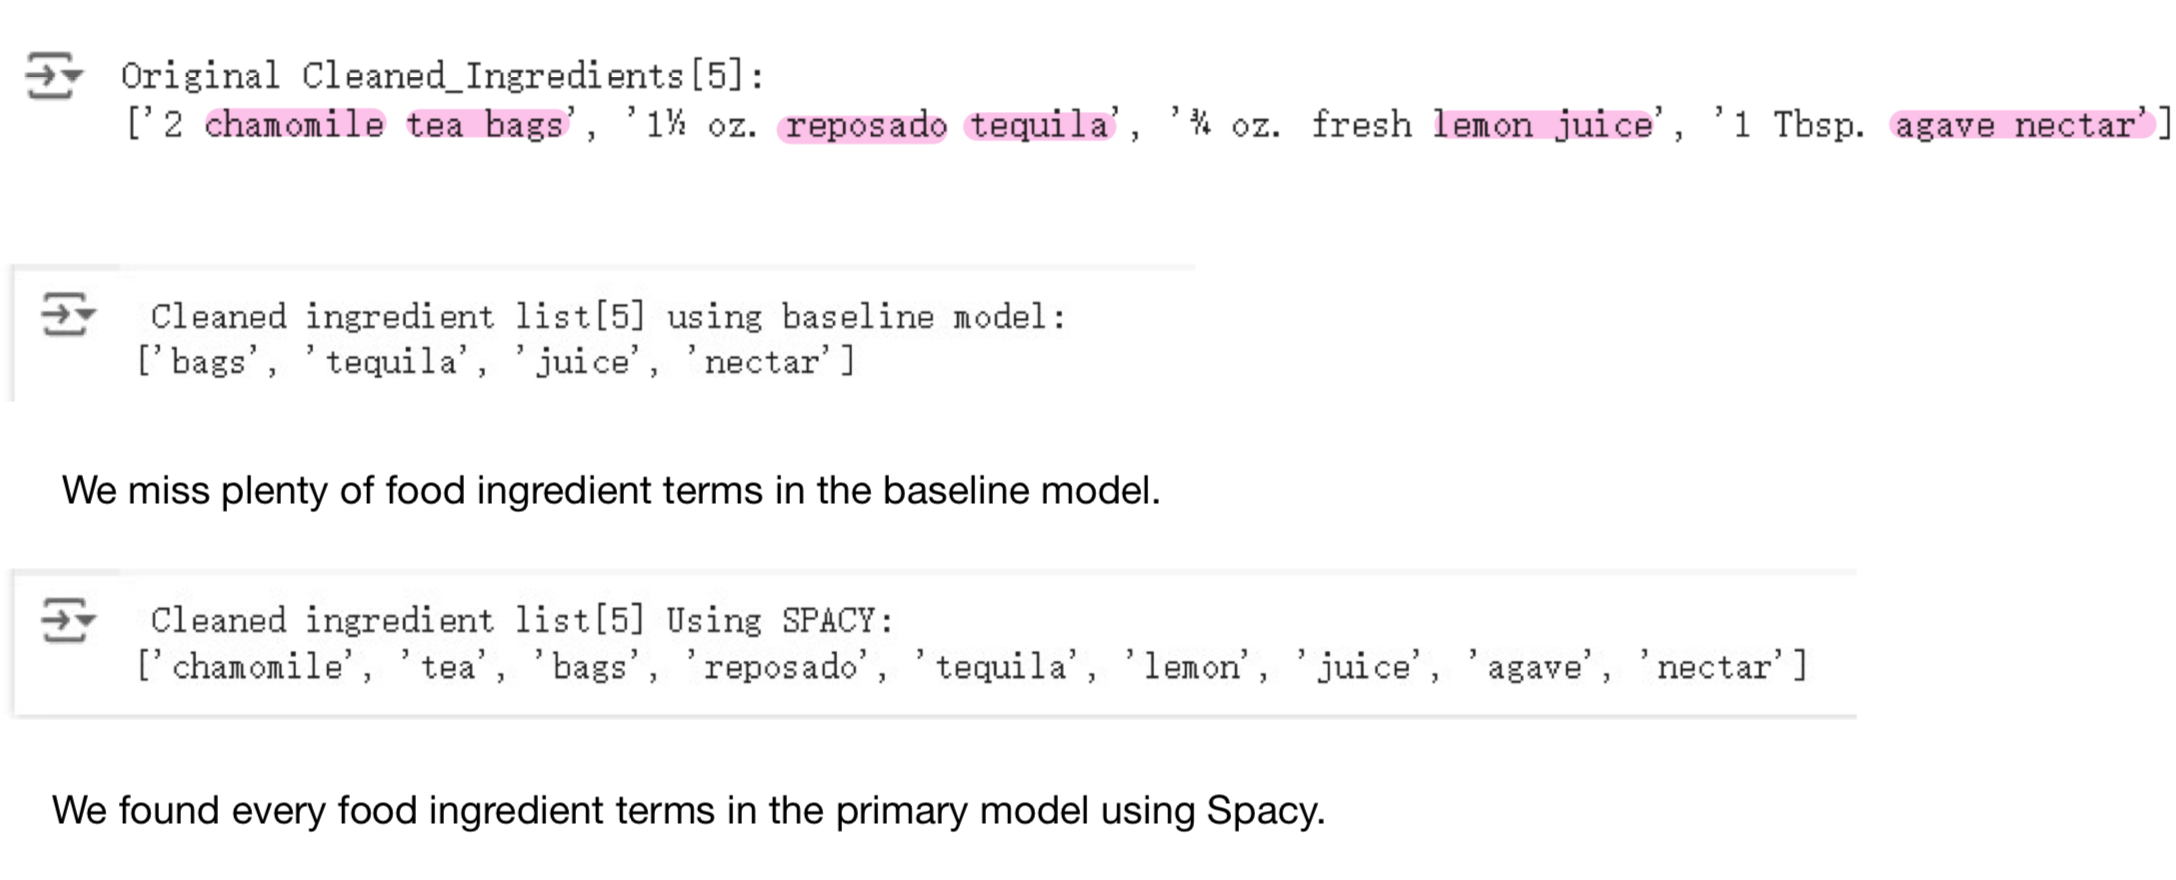 Original Cleaned_Ingredients[5]:
['2 chamomile tea bags', '1½ oz. reposado tequila', '¾ oz. fresh lemon juice', '1 Tbsp. agave nectar']
Cleaned ingredient list[5] using baseline model:
['bags', 'tequila', 'juice', 'nectar']
We miss plenty of food ingredient terms in the baseline model.
Cleaned ingredient list[5] Using SPACY:
['chamomile', 'tea', 'bags', 'reposado', 'tequila', 'lemon', 'juice', 'agave', 'nectar']
We found every food ingredient terms in the primary model using Spacy.